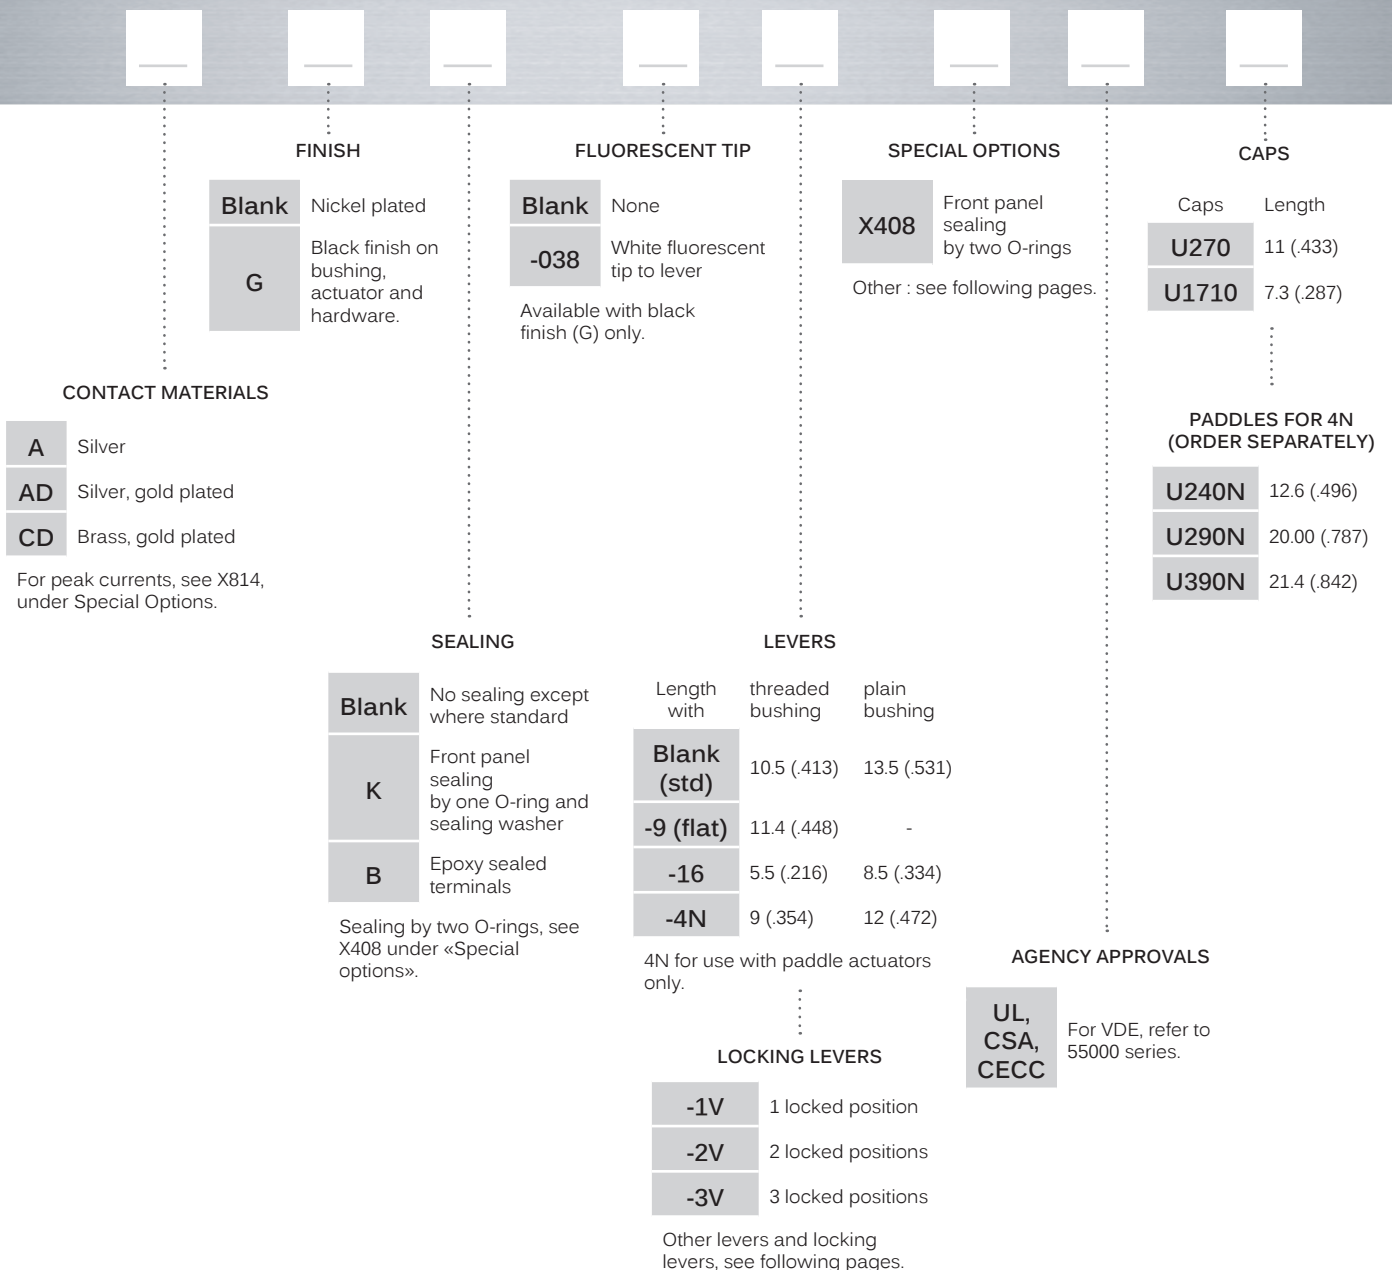 FINISH
Blank Nickel plated
G Black finish on
bushing,
actuator and
hardware.
FLUORESCENT TIP
Blank None
-038 White fluorescent
tip to lever
Available with black
finish (G) only.
SPECIAL OPTIONS
X408 Front panel
sealing
by two O-rings
Other : see following pages.
CAPS
Caps Length
U270 11 (.433)
U1710 7.3 (.287)
PADDLES FOR 4N
(ORDER SEPARATELY)
U240N 12.6 (.496)
U290N 20.00 (.787)
U390N 21.4 (.842)
CONTACT MATERIALS
A Silver
AD Silver, gold plated
CD Brass, gold plated
For peak currents, see X814,
under Special Options.
SEALING
Blank No sealing except
where standard
K Front panel
sealing
by one O-ring and
sealing washer
B Epoxy sealed
terminals
Sealing by two O-rings, see
X408 under «Special
options».
LEVERS
Length threaded plain
with bushing bushing
Blank
(std) 10.5 (.413) 13.5 (.531)
-9 (flat) 11.4 (.448) -
-16 5.5 (.216) 8.5 (.334)
-4N 9 (.354) 12 (.472)
4N for use with paddle actuators
only.
LOCKING LEVERS
-1V 1 locked position
-2V 2 locked positions
-3V 3 locked positions
Other levers and locking
levers, see following pages.
AGENCY APPROVALS
UL,
CSA,
CECC
For VDE, refer to
55000 series.